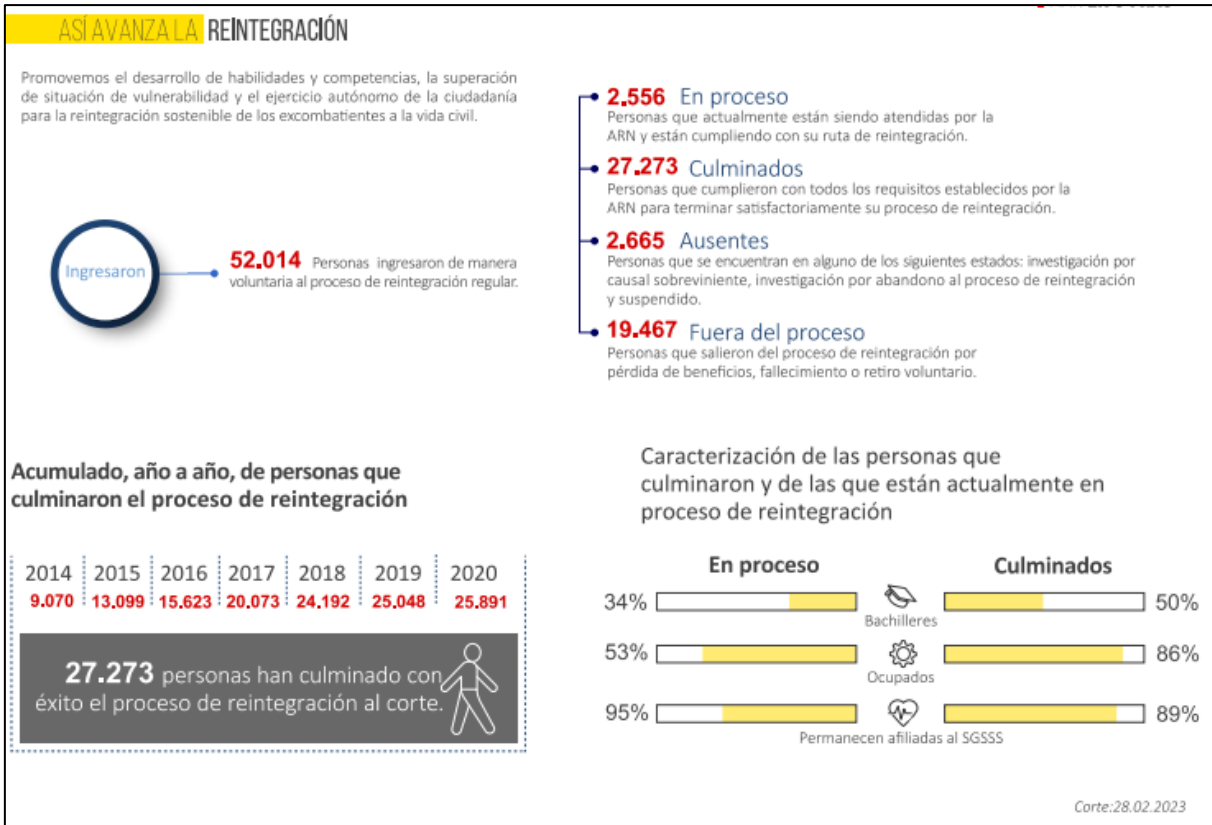 ASÍ AVANZA LA REINTEGRACIÓN
Promovemos el desarrollo de habilidades y competencias, la superación
de situación de vulnerabilidad y el ejercicio autónomo de la ciudadanía
para la reintegración sostenible de los excombatientes a la vida civil.
Ingresaron
52.014 Personas ingresaron de manera
voluntaria al proceso de reintegración regular.
2.556 En proceso
Personas que actualmente están siendo atendidas por la
ARN y están cumpliendo con su ruta de reintegración.
27.273 Culminados
Personas que cumplieron con todos los requisitos establecidos por la
ARN para terminar satisfactoriamente su proceso de reintegración.
2.665 Ausentes
Personas que se encuentran en alguno de los siguientes estados: investigación por
causal sobreviniente, investigación por abandono al proceso de reintegración
y suspendido.
19.467 Fuera del proceso
Personas que salieron del proceso de reintegración por
pérdida de beneficios, fallecimiento o retiro voluntario.
Acumulado, año a año, de personas que
culminaron el proceso de reintegración
2014 2015 2016 2017 2018 2019 2020
9.070 13.099 15.623 20.073 24.192 25.048 25.891
27.273 personas han culminado con
éxito el proceso de reintegración al corte.
Caracterización de las personas que
culminaron y de las que están actualmente en
proceso de reintegración
En proceso Culminados
34% 50%
Bachilleres
53% 86%
Ocupados
95% 89%
Permanecen afiliadas al SGSSS
Corte:28.02.2023